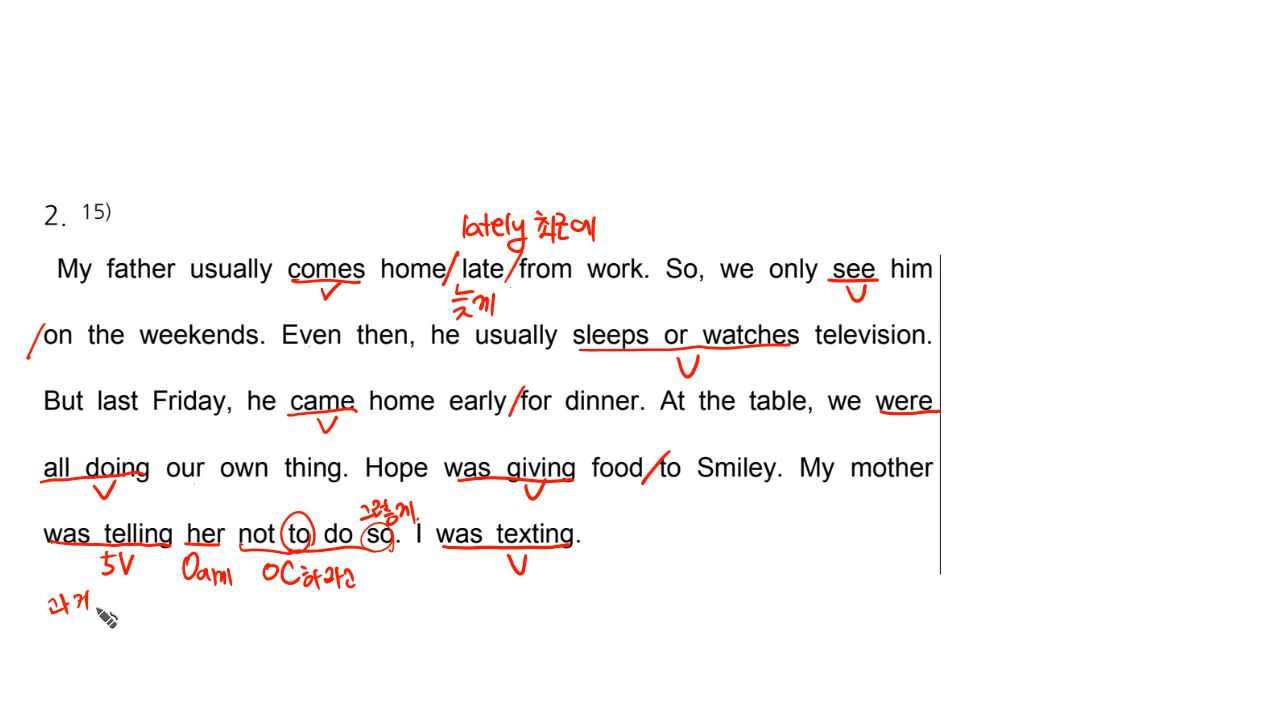 2. 15)
lately 최근에
My father usually comes home late from work. So, we only see him
V 늦게 V
on the weekends. Even then, he usually sleeps or watches television.
V
But last Friday, he came home early for dinner. At the table, we were
V
all doing our own thing. Hope was giving food to Smiley. My mother
V V
그렇게
was telling her not to do so. I was texting.
5V O에게 OC하라고 V
과거